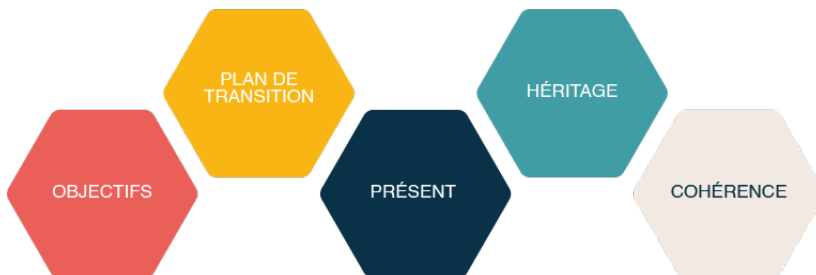 OBJECTIFS
PLAN DE
TRANSITION
PRÉSENT
HÉRITAGE
COHÉRENCE